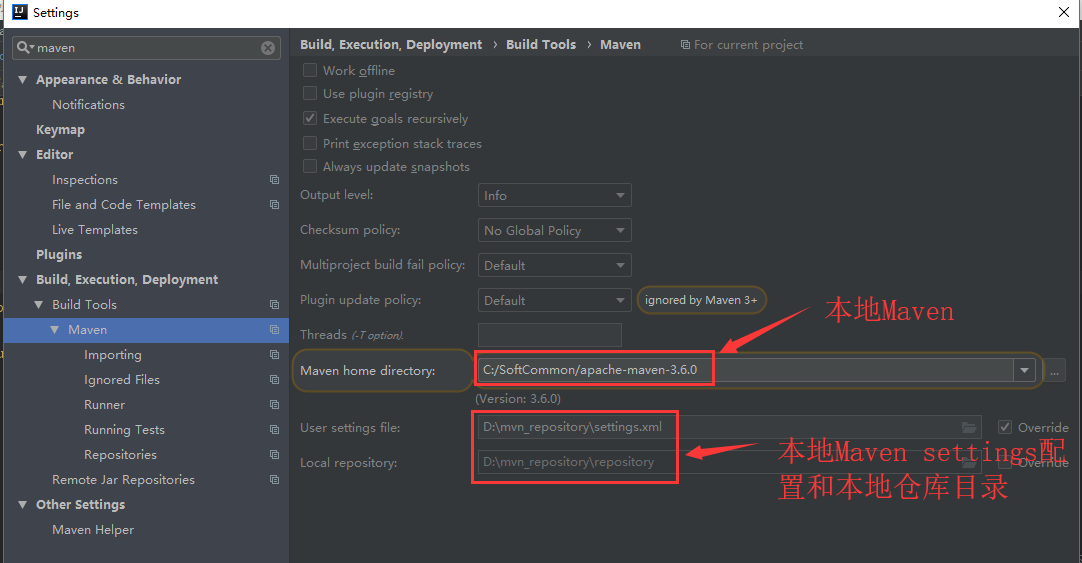 Settings
maven
Build, Execution, Deployment › Build Tools › Maven
For current project
Appearance & Behavior
Notifications
Keymap
Editor
Inspections
File and Code Templates
Live Templates
Plugins
Build, Execution, Deployment
Build Tools
Maven
Importing
Ignored Files
Runner
Running Tests
Repositories
Remote Jar Repositories
Other Settings
Maven Helper
Work offline
Use plugin registry
Execute goals recursively
Print exception stack traces
Always update snapshots
Output level: Info
Checksum policy: No Global Policy
Multiproject build fail policy: Default
Plugin update policy: Default ignored by Maven 3+
Threads (-T option).
本地Maven
Maven home directory: C:/SoftCommon/apache-maven-3.6.0 ...
(Version: 3.6.0)
User settings file: D:\mvn_repository\settings.xml Override
Local repository: D:\mvn_repository\repository Override
本地Maven settings配
置和本地仓库目录